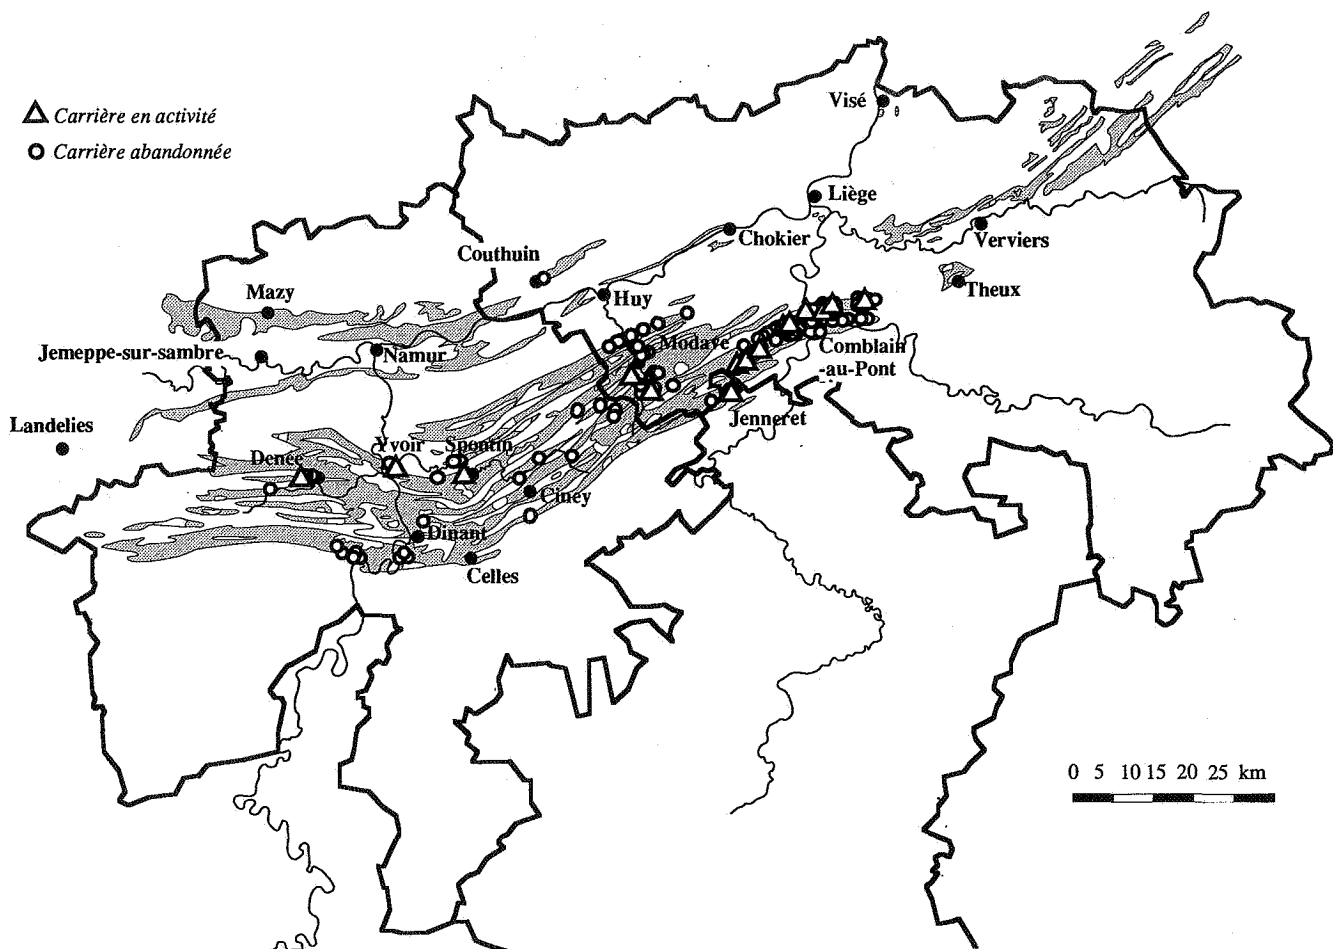 Visé
Carrière en activité
Carrière abandonnée
Liège
Chokier
Verviers
Couthuin
Theux
Mazy
Huy
Modave
Jemeppe-sur-sambre
Namur
Comblain
-au-Pont
Landelies
Jenneret
Yvoir
Spontin
Denée
Ciney
Dinant
Celles
0 5 10 15 20 25 km